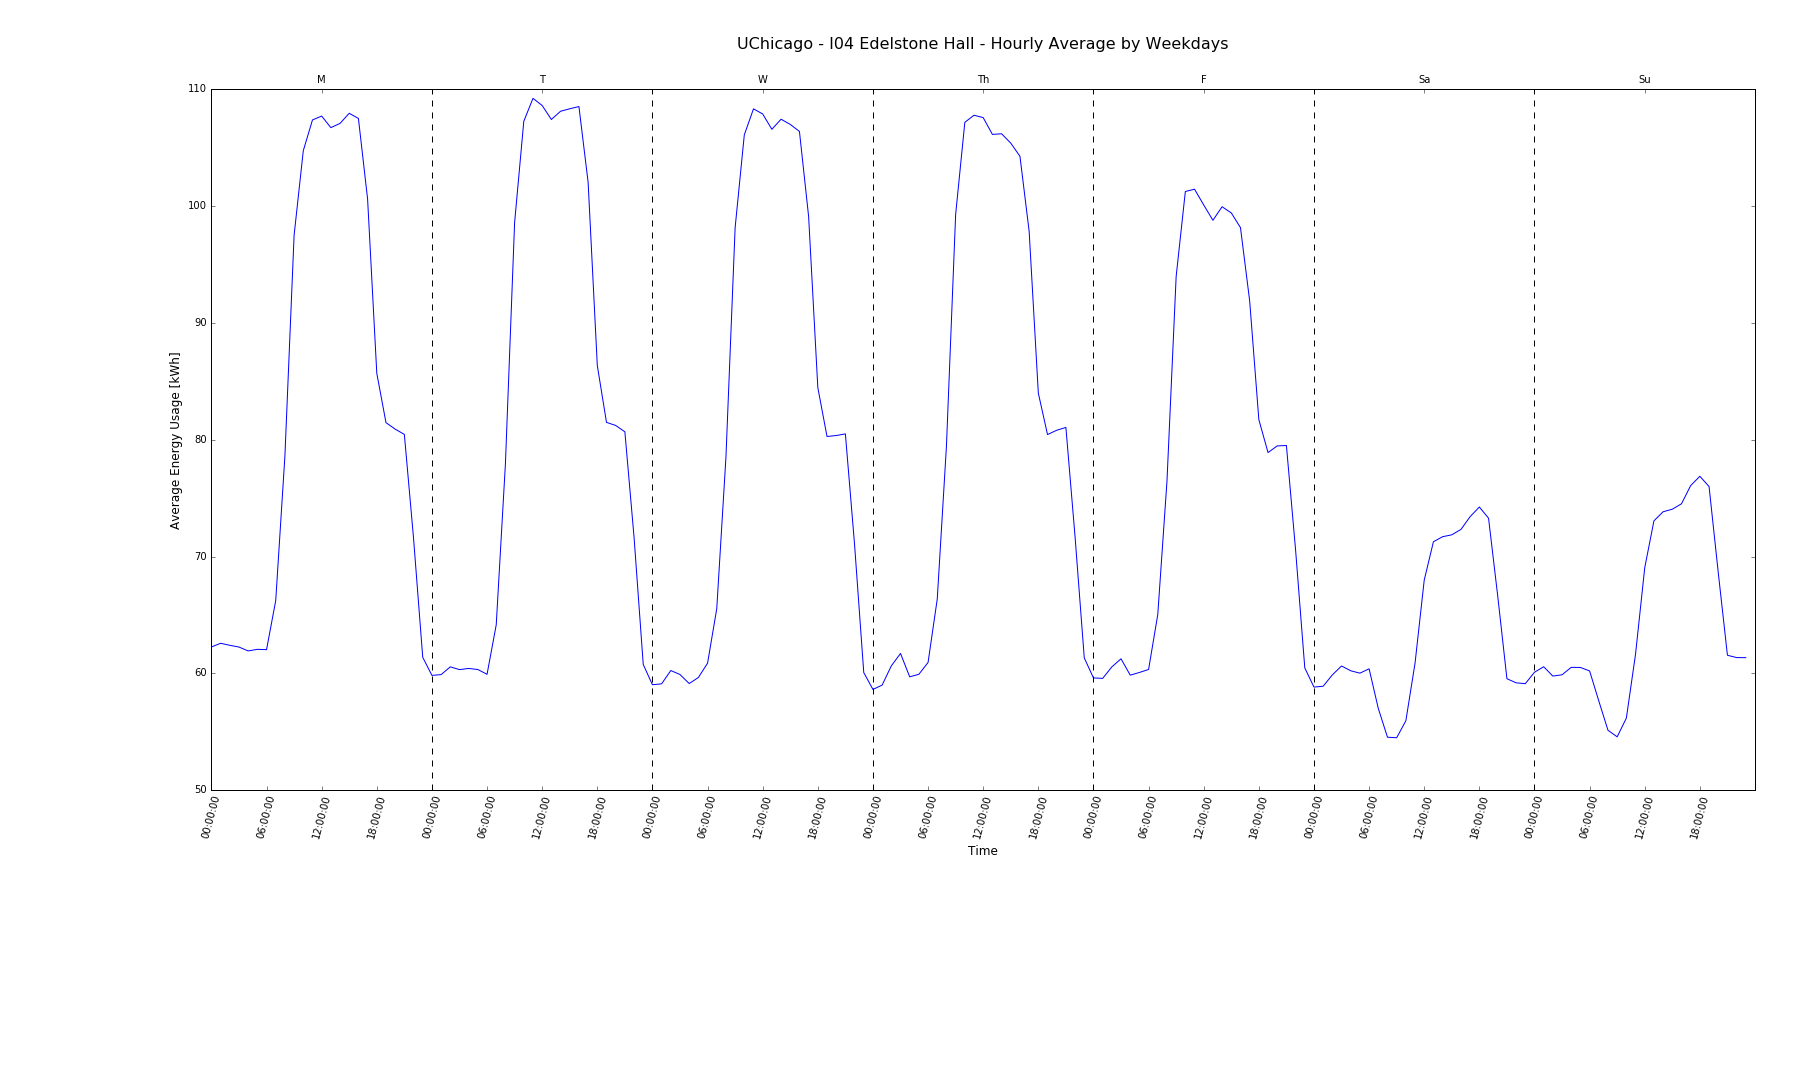 UChicago - I04 Edelstone Hall - Hourly Average by Weekdays
M T W Th F Sa Su
110
100
90
80
70
60
50
Average Energy Usage [kWh]
00:00:00 06:00:00 12:00:00 18:00:00 00:00:00 06:00:00 12:00:00 18:00:00 00:00:00 06:00:00 12:00:00 18:00:00 00:00:00 06:00:00 12:00:00 18:00:00 00:00:00 06:00:00 12:00:00 18:00:00 00:00:00 06:00:00 12:00:00 18:00:00 00:00:00 06:00:00 12:00:00 18:00:00
Time